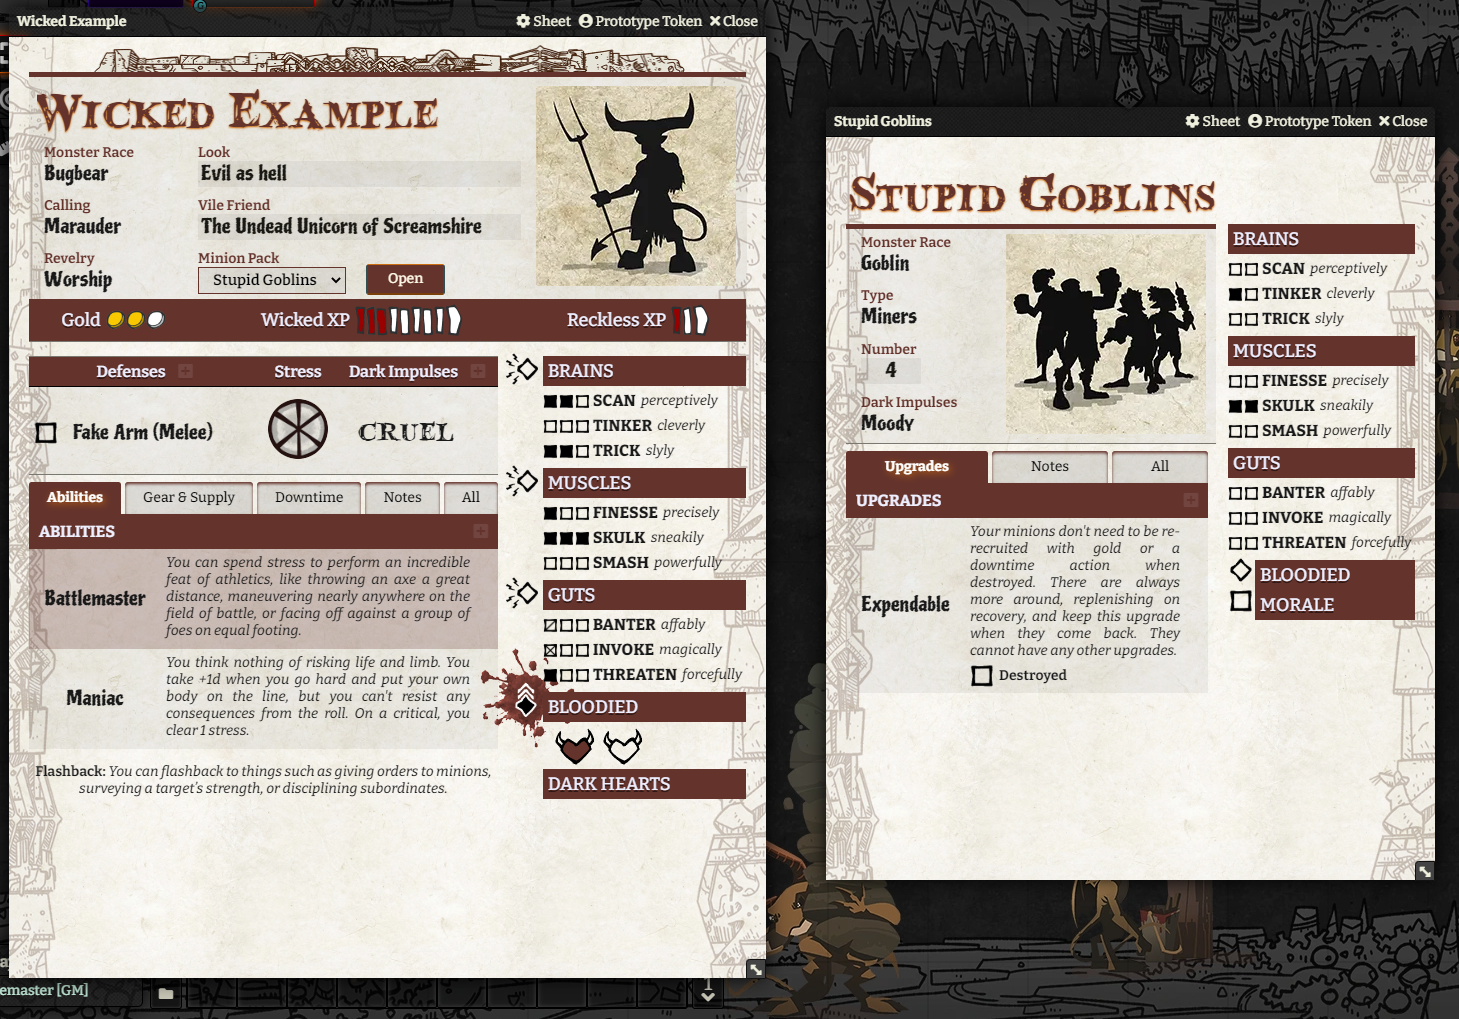 Wicked Example
Sheet
Prototype Token
Close
Wicked Example
Monster Race
Bugbear
Look
Evil as hell
Calling
Marauder
Vile Friend
The Undead Unicorn of Screamshire
Revelry
Worship
Minion Pack
Stupid Goblins
Open
Gold
Wicked XP
Reckless XP
Defenses
Stress
Dark Impulses
Fake Arm (Melee)
CRUEL
Abilities
Gear & Supply
Downtime
Notes
All
ABILITIES
Battlemaster
You can spend stress to perform an incredible
feat of athletics, like throwing an axe a great
distance, maneuvering nearly anywhere on the
field of battle, or facing off against a group of
foes on equal footing.
Maniac
You think nothing of risking life and limb. You
take +1d when you go hard and put your own
body on the line, but you can't resist any
consequences from the roll. On a critical, you
clear 1 stress.
Flashback: You can flashback to things such as giving orders to minions,
surveying a target's strength, or disciplining subordinates.
BRAINS
SCAN perceptively
TINKER cleverly
TRICK slyly
MUSCLES
FINESSE precisely
SKULK sneakily
SMASH powerfully
GUTS
BANTER affably
INVOKE magically
THREATEN forcefully
BLOODIED
DARK HEARTS
emaster [GM]
Stupid Goblins
Sheet
Prototype Token
Close
Stupid Goblins
Monster Race
Goblin
Type
Miners
Number
4
Dark Impulses
Moody
Upgrades
Notes
All
UPGRADES
Expendable
Your minions don't need to be re-
recruited with gold or a
downtime action when
destroyed. There are always
more around, replenishing on
recovery, and keep this upgrade
when they come back. They
cannot have any other upgrades.
Destroyed
BRAINS
SCAN perceptively
TINKER cleverly
TRICK slyly
MUSCLES
FINESSE precisely
SKULK sneakily
SMASH powerfully
GUTS
BANTER affably
INVOKE magically
THREATEN forcefully
BLOODIED
MORALE